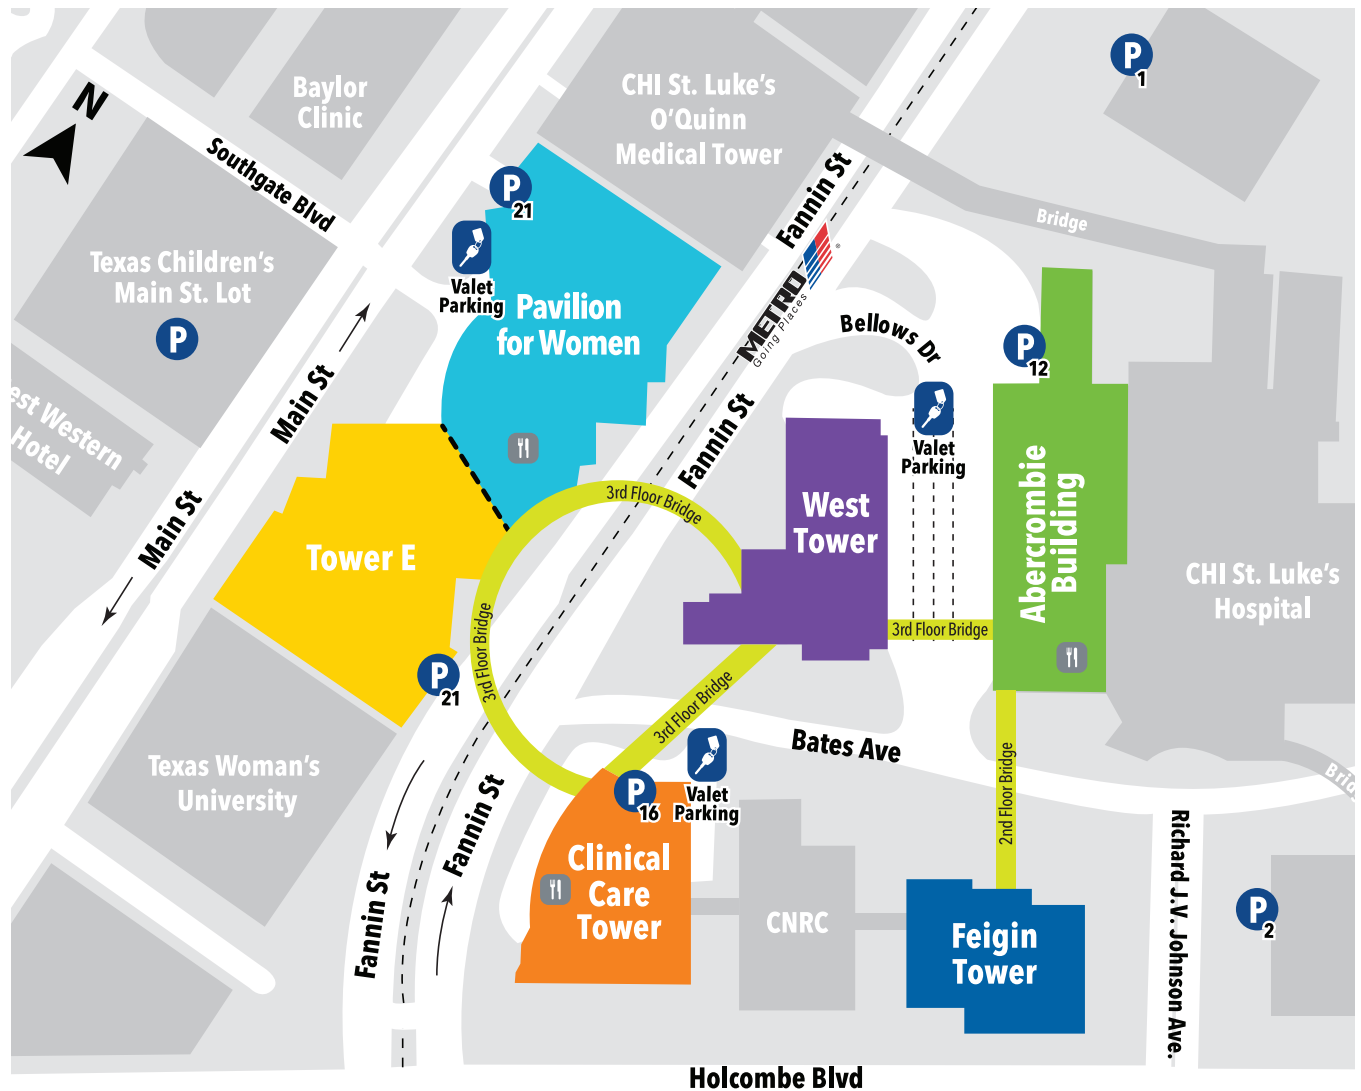 N
Baylor
Clinic
CHI St. Luke's
O'Quinn
Medical Tower
P
1
Southgate Blvd
P
21
Fannin St
Bridge
Texas Children's
Main St. Lot
P
Valet
Parking
Pavilion
for Women
METRO
Going Places
®
Bellows Dr
P
12
Main St
est Western
Hotel
Fannin St
Valet
Parking
Main St
3rd Floor Bridge
West
Tower
Abercrombie
Building
Tower E
CHI St. Luke's
Hospital
3rd Floor Bridge
3rd Floor Bridge
P
21
3rd Floor Bridge
Bates Ave
Texas Woman's
University
P
16
Valet
Parking
2nd Floor Bridge
Brid
Fannin St
Clinical
Care
Tower
Fannin St
CNRC
Feigin
Tower
Richard J.V. Johnson Ave.
P
2
Holcombe Blvd